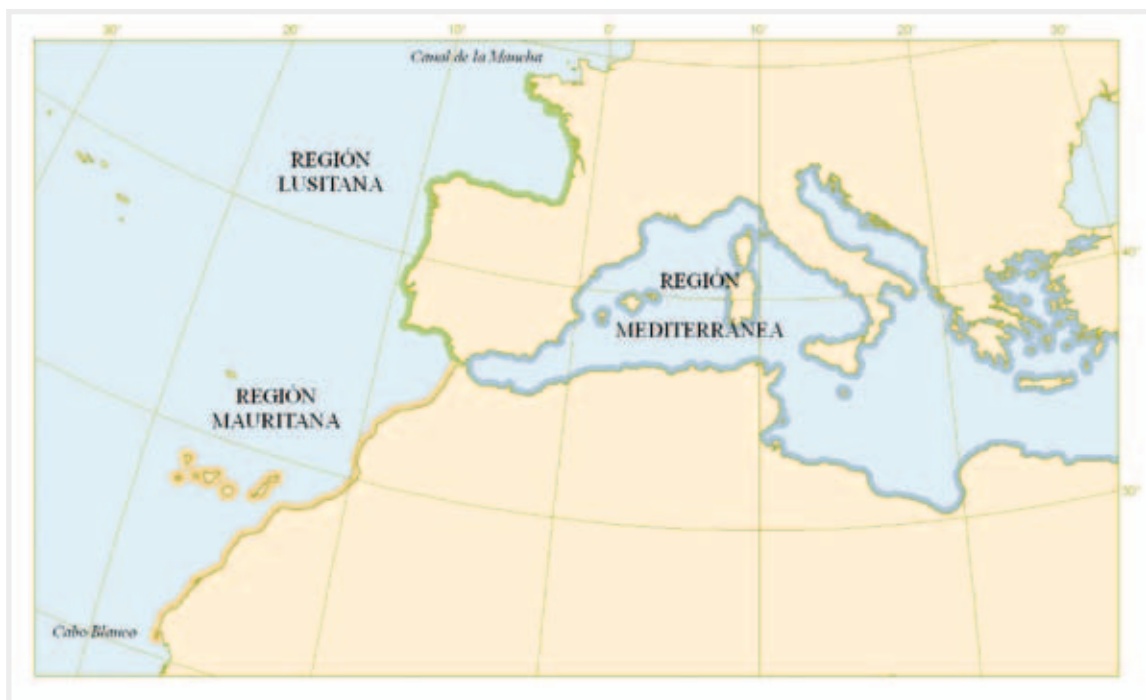 30°
20°
10°
0°
10°
20°
30°
Canal de la Mancha
REGIÓN
LUSITANA
40°
REGIÓN
MEDITERRÁNEA
REGIÓN
MAURITANA
30°
Cabo Blanco